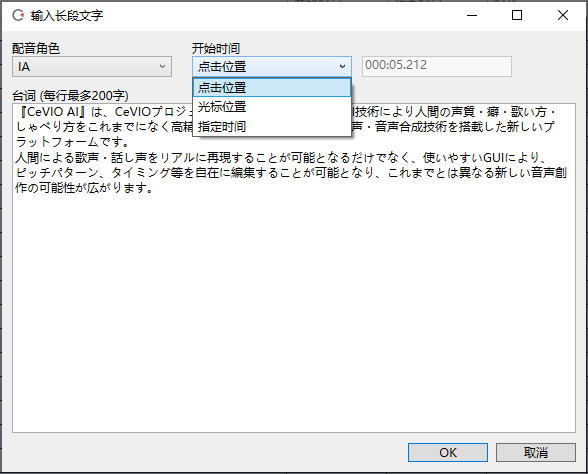 输入长段文字
配音角色
开始时间
IA
点击位置
000:05.212
点击位置
光标位置
指定时间
台词 (每行最多200字)
『CeVIO AI』は、CeVIOプロジェ
I技術により人間の声質・癖・歌い方・
しゃべり方をこれまでになく高精
声・音声合成技術を搭載した新しいプ
ラットフォームです。
人間による歌声・話し声をリアルに再現することが可能となるだけでなく、使いやすいGUIにより、
ピッチパターン、タイミング等を自在に編集することが可能となり、これまでとは異なる新しい音声創
作の可能性が広がります。
OK
取消